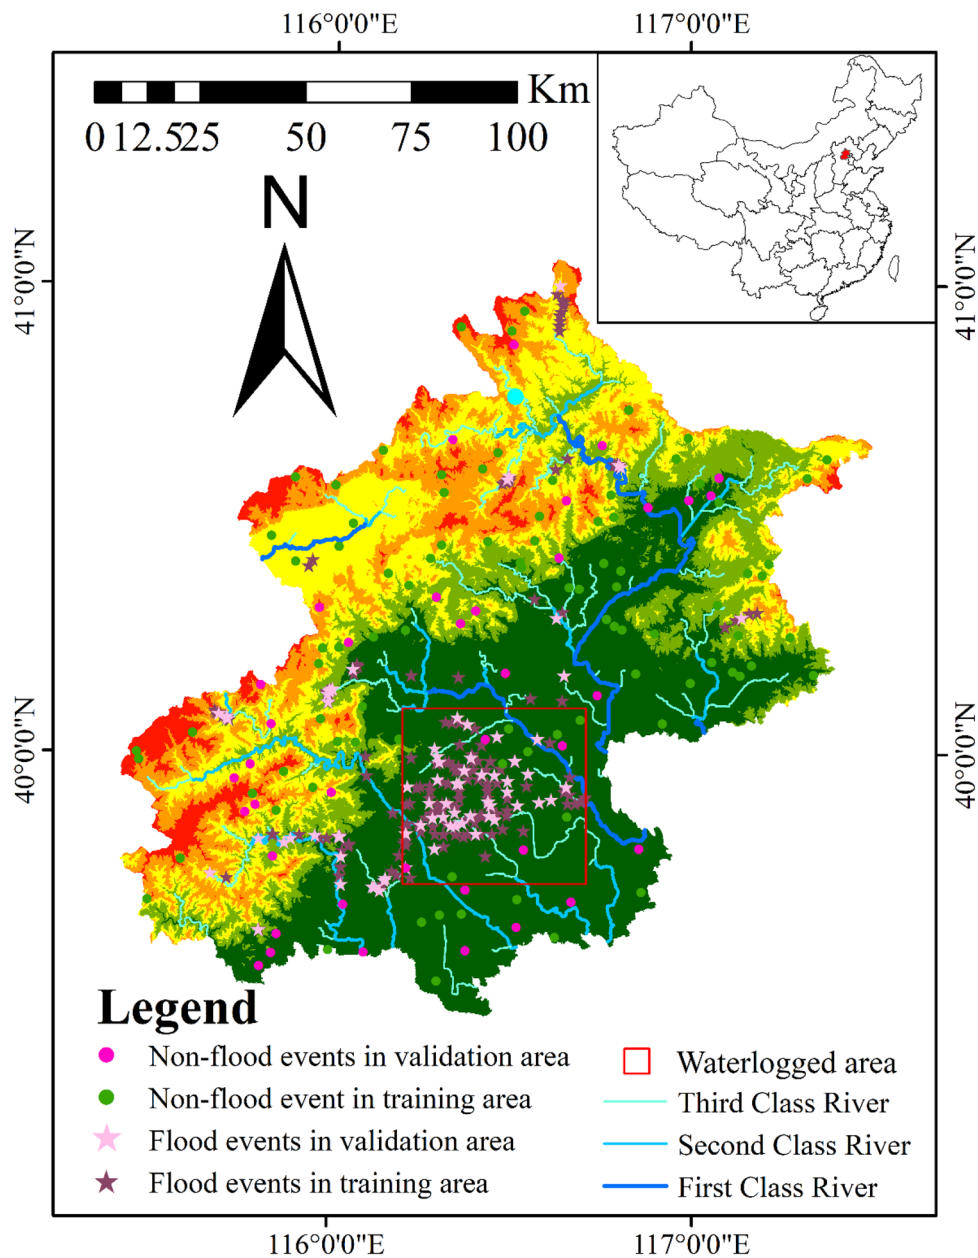 116°0'0"E 117°0'0"E
Km
0 12.525 50 75 100
N
41°0'0"N 41°0'0"N
40°0'0"N 40°0'0"N
Legend
Non-flood events in validation area
Non-flood event in training area
Flood events in validation area
Flood events in training area
Waterlogged area
Third Class River
Second Class River
First Class River
116°0'0"E 117°0'0"E